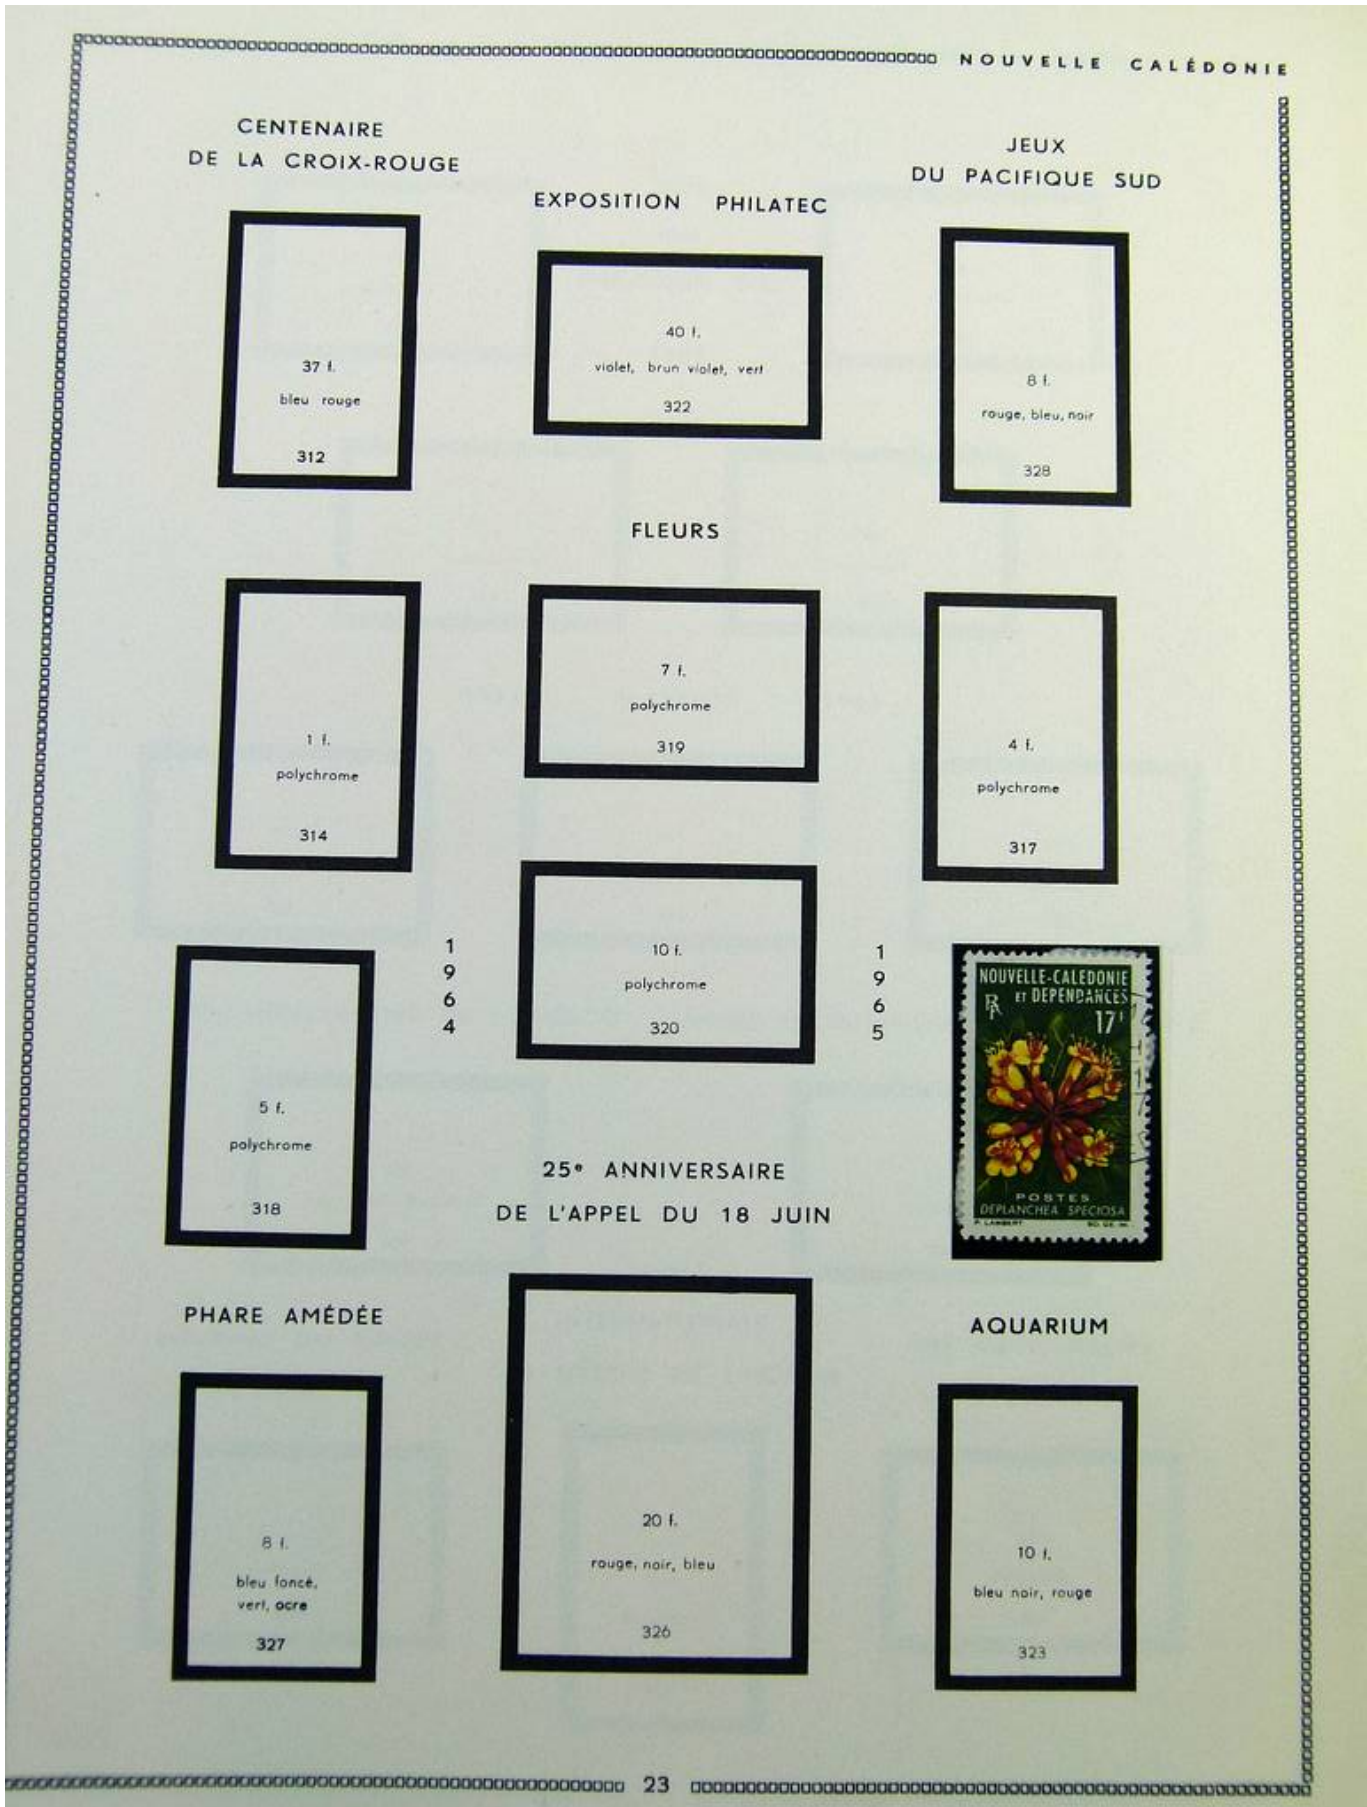 NOUVELLE CALÉDONIE
CENTENAIRE
DE LA CROIX-ROUGE
EXPOSITION PHILATEC
JEUX
DU PACIFIQUE SUD
37 f.
bleu rouge
312
40 f.
violet, brun violet, vert
322
8 f.
rouge, bleu, noir
328
FLEURS
1 f.
polychrome
314
7 f.
polychrome
319
4 f.
polychrome
317
5 f.
polychrome
318
1
9
6
4
10 f.
polychrome
320
1
9
6
5
NOUVELLE-CALEDONIE
ET DEPENDANCES
RF
17F
POSTES
DEPLANCHEA SPECIOSA
P. LAMBERT
25e ANNIVERSAIRE
DE L'APPEL DU 18 JUIN
PHARE AMÉDÉE
8 f.
bleu foncé,
vert, ocre
327
20 f.
rouge, noir, bleu
326
AQUARIUM
10 f.
bleu noir, rouge
323
23